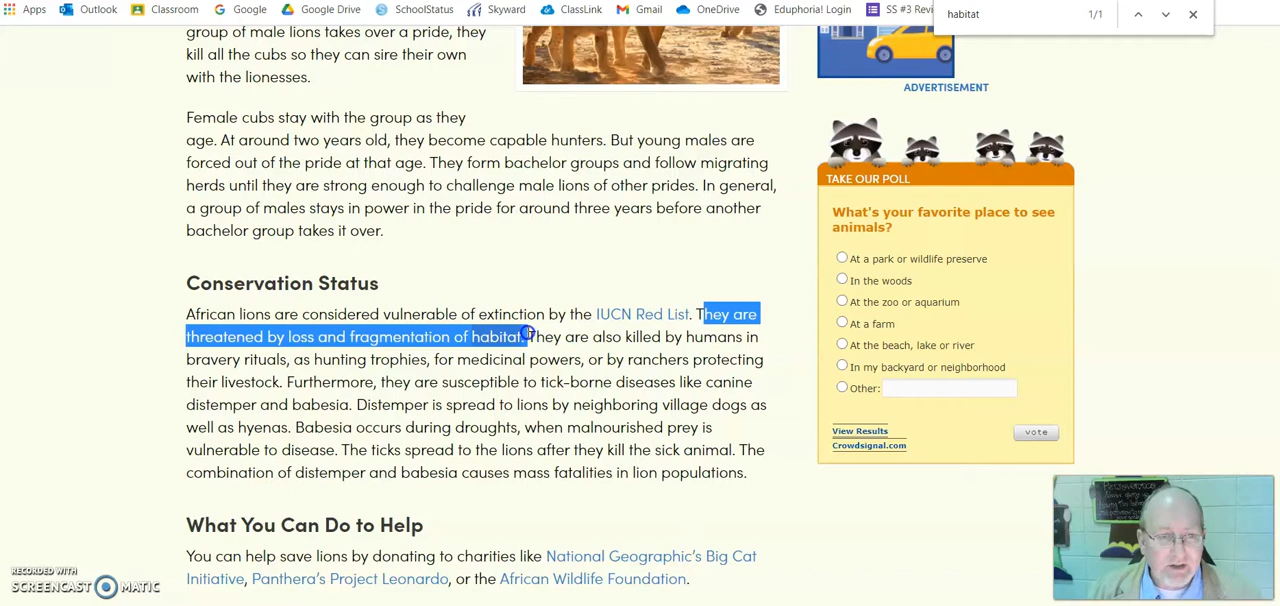 Apps Outlook Classroom Google Google Drive SchoolStatus Skyward ClassLink Gmail OneDrive Eduphoria! Login SS #3 Revi
habitat 1/1
group of male lions takes over a pride, they
kill all the cubs so they can sire their own
with the lionesses.
ADVERTISEMENT
Female cubs stay with the group as they
age. At around two years old, they become capable hunters. But young males are
forced out of the pride at that age. They form bachelor groups and follow migrating
herds until they are strong enough to challenge male lions of other prides. In general,
a group of males stays in power in the pride for around three years before another
bachelor group takes it over.
Conservation Status
African lions are considered vulnerable of extinction by the IUCN Red List. They are
threatened by loss and fragmentation of habitat. They are also killed by humans in
bravery rituals, as hunting trophies, for medicinal powers, or by ranchers protecting
their livestock. Furthermore, they are susceptible to tick-borne diseases like canine
distemper and babesia. Distemper is spread to lions by neighboring village dogs as
well as hyenas. Babesia occurs during droughts, when malnourished prey is
vulnerable to disease. The ticks spread to the lions after they kill the sick animal. The
combination of distemper and babesia causes mass fatalities in lion populations.
What You Can Do to Help
You can help save lions by donating to charities like National Geographic's Big Cat
Initiative, Panthera's Project Leonardo, or the African Wildlife Foundation.
TAKE OUR POLL
What's your favorite place to see
animals?
At a park or wildlife preserve
In the woods
At the zoo or aquarium
At a farm
At the beach, lake or river
In my backyard or neighborhood
Other:
View Results
vote
Crowdsignal.com
RECORDED WITH
SCREENCAST MATIC